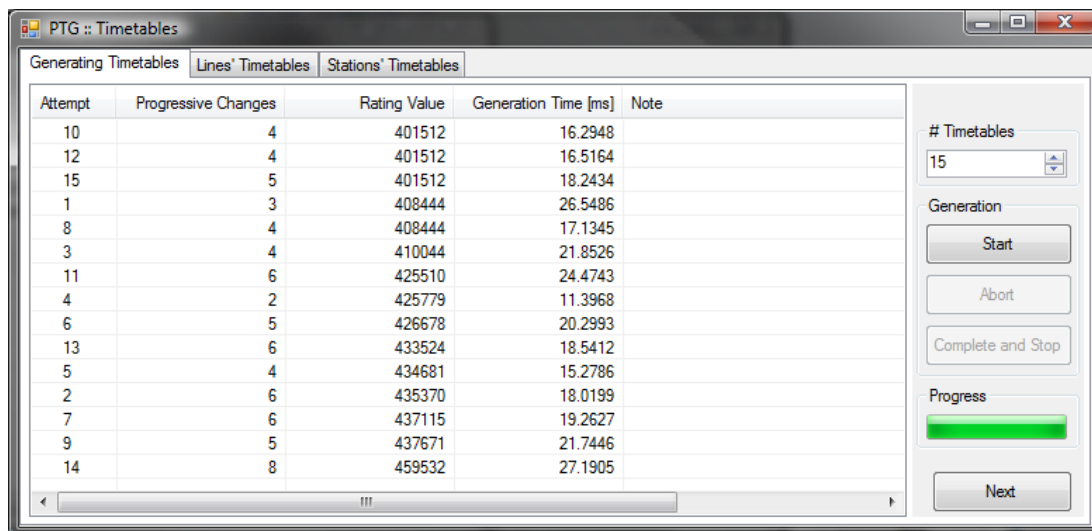 PTG :: Timetables
Generating Timetables Lines' Timetables Stations' Timetables
Attempt Progressive Changes Rating Value Generation Time [ms] Note
10 4 401512 16.2948
12 4 401512 16.5164
15 5 401512 18.2434
1 3 408444 26.5486
8 4 408444 17.1345
3 4 410044 21.8526
11 6 425510 24.4743
4 2 425779 11.3968
6 5 426678 20.2993
13 6 433524 18.5412
5 4 434681 15.2786
2 6 435370 18.0199
7 6 437115 19.2627
9 5 437671 21.7446
14 8 459532 27.1905
# Timetables
15
Generation
Start
Abort
Complete and Stop
Progress
Next